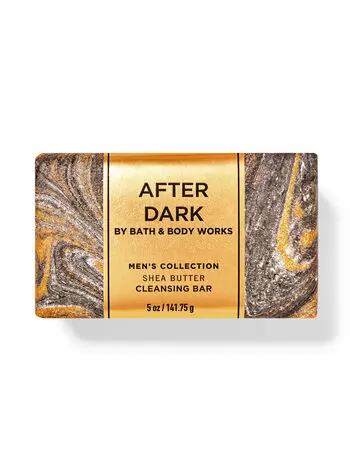 AFTER
DARK
BY BATH & BODY WORKS
MEN'S COLLECTION
SHEA BUTTER
CLEANSING BAR
5 oz / 141.75 g